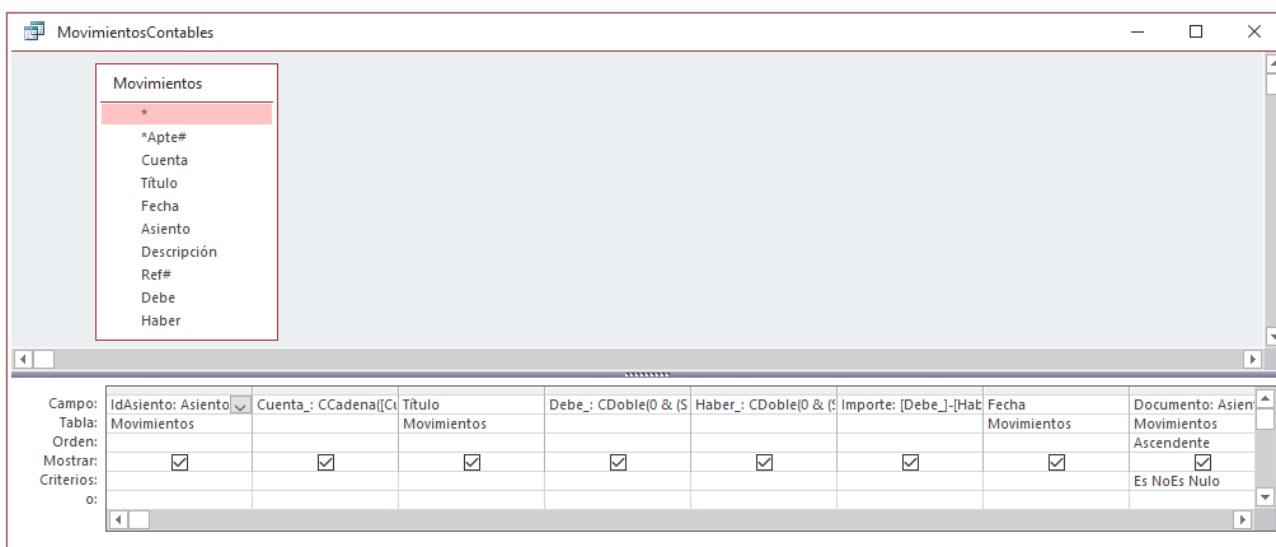 MovimientosContables
Movimientos
*
*Apte#
Cuenta
Título
Fecha
Asiento
Descripción
Ref#
Debe
Haber
Campo: IdAsiento: Asiento Cuenta_: CCadena([Cu Título Debe_: CDoble(0 & (S Haber_: CDoble(0 & (S Importe: [Debe_]-[Hab Fecha Documento: Asien
Tabla: Movimientos Movimientos Movimientos Movimientos
Orden: Ascendente
Mostrar:
Criterios: Es NoEs Nulo
o: